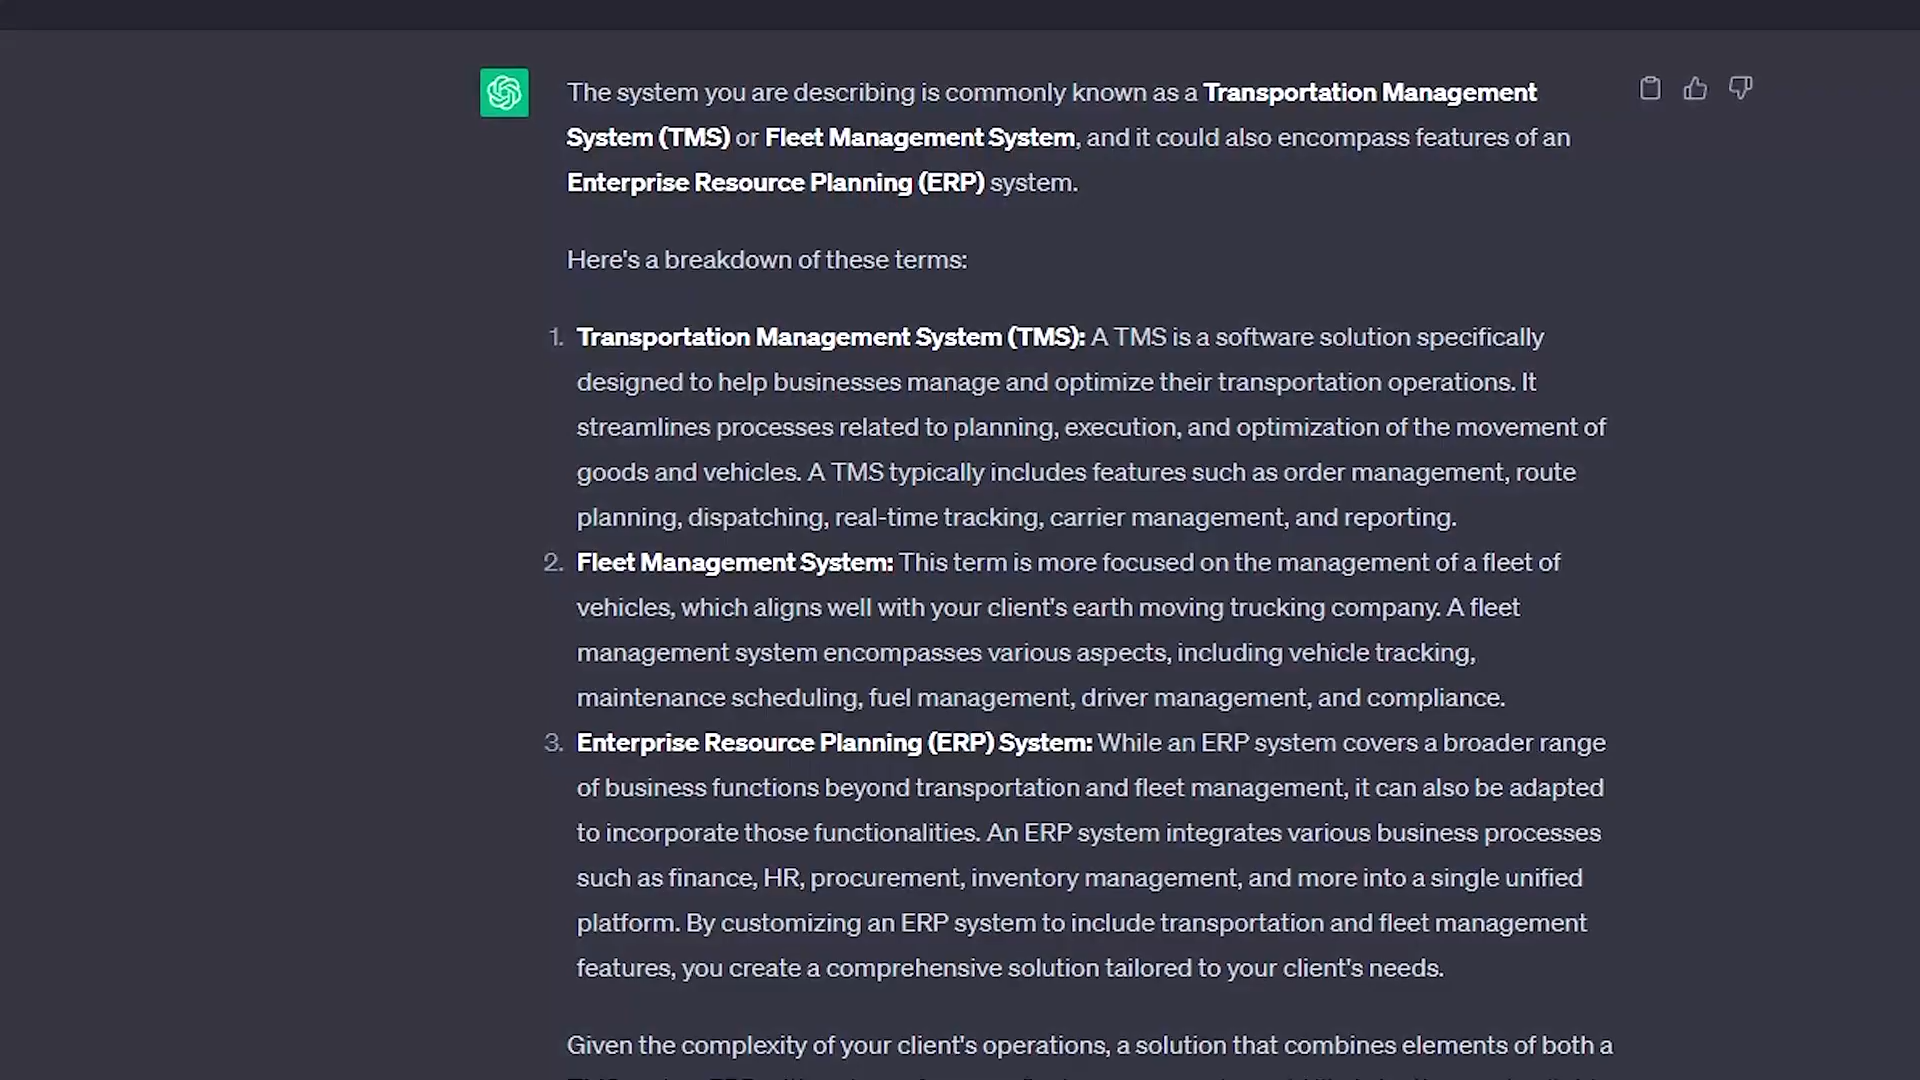 The system you are describing is commonly known as a Transportation Management
System (TMS) or Fleet Management System, and it could also encompass features of an
Enterprise Resource Planning (ERP) system.
Here's a breakdown of these terms:
1. Transportation Management System (TMS): A TMS is a software solution specifically
designed to help businesses manage and optimize their transportation operations. It
streamlines processes related to planning, execution, and optimization of the movement of
goods and vehicles. A TMS typically includes features such as order management, route
planning, dispatching, real-time tracking, carrier management, and reporting.
2. Fleet Management System: This term is more focused on the management of a fleet of
vehicles, which aligns well with your client's earth moving trucking company. A fleet
management system encompasses various aspects, including vehicle tracking,
maintenance scheduling, fuel management, driver management, and compliance.
3. Enterprise Resource Planning (ERP) System: While an ERP system covers a broader range
of business functions beyond transportation and fleet management, it can also be adapted
to incorporate those functionalities. An ERP system integrates various business processes
such as finance, HR, procurement, inventory management, and more into a single unified
platform. By customizing an ERP system to include transportation and fleet management
features, you create a comprehensive solution tailored to your client's needs.
Given the complexity of your client's operations, a solution that combines elements of both a